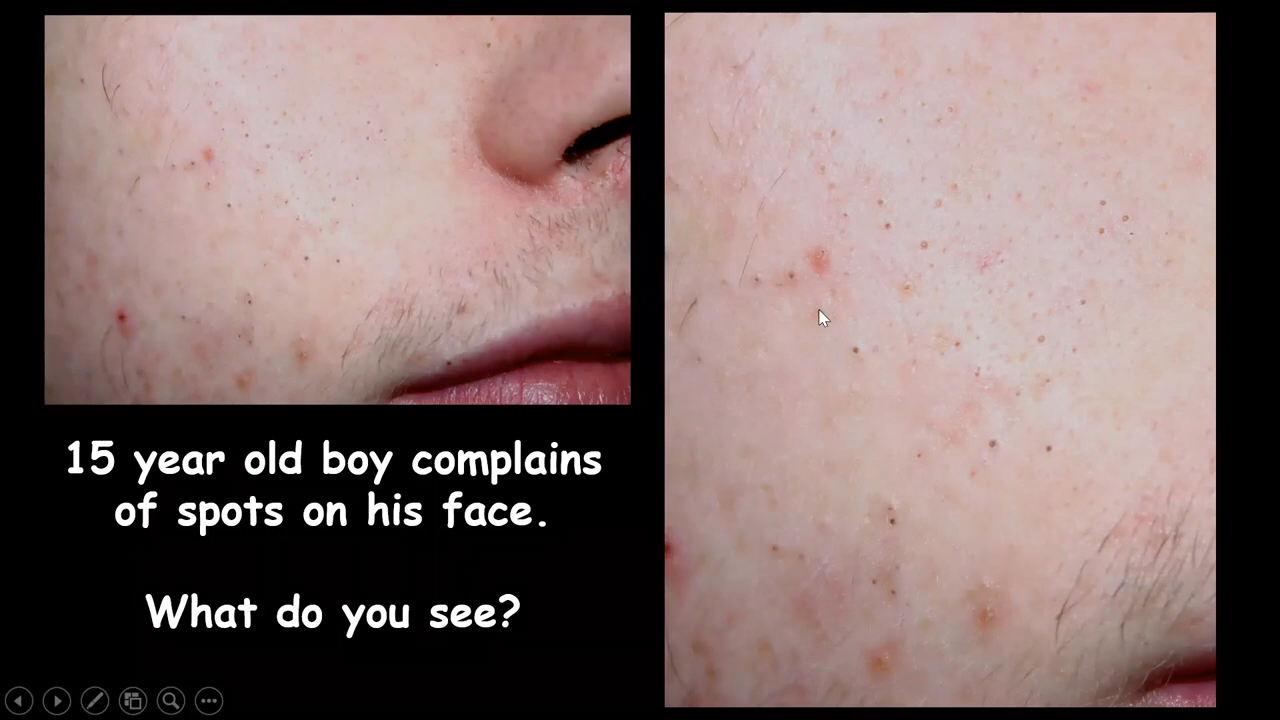 15 year old boy complains
of spots on his face.
What do you see?